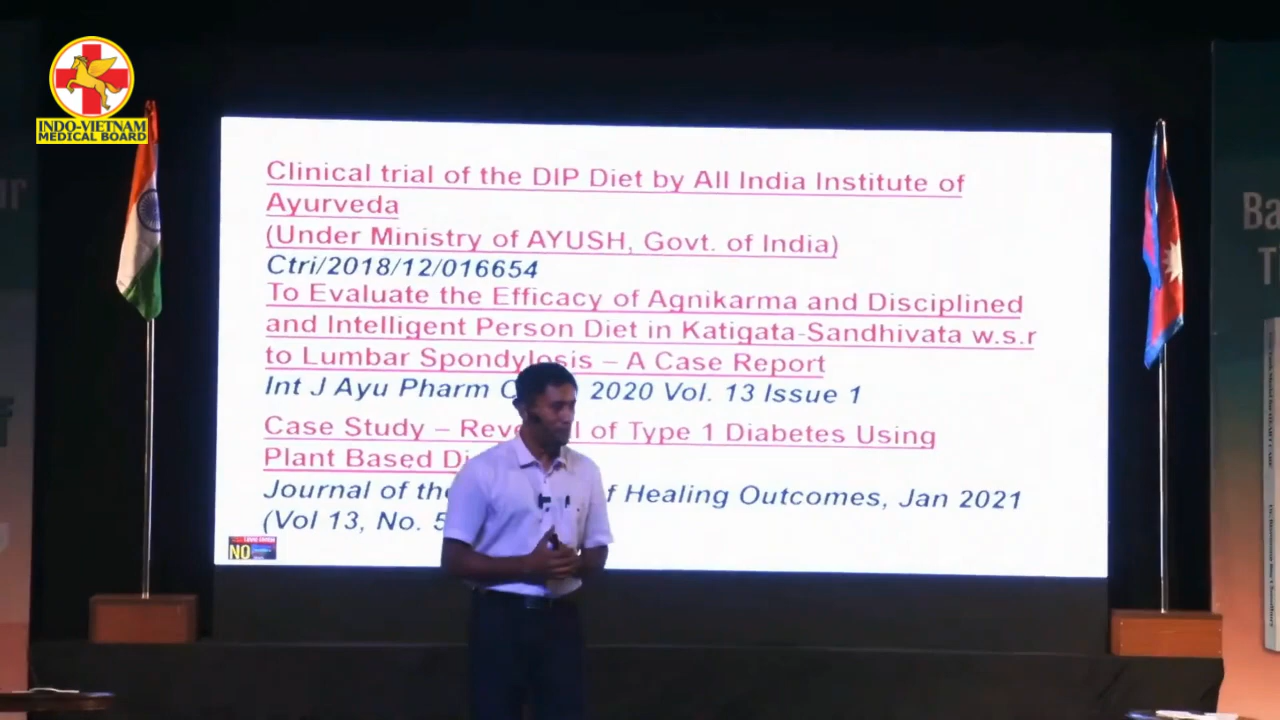 INDO-VIETNAM
MEDICAL BOARD
Clinical trial of the DIP Diet by All India Institute of
Ayurveda
(Under Ministry of AYUSH, Govt. of India)
Ctri/2018/12/016654
To Evaluate the Efficacy of Agnikarma and Disciplined
and Intelligent Person Diet in Katigata-Sandhivata w.s.r
to Lumbar Spondylosis – A Case Report
Int J Ayu Pharm 2020 Vol. 13 Issue 1
Case Study – of Type 1 Diabetes Using
Plant Based
Journal of Healing Outcomes, Jan 2021
(Vol 13, No. 5
NO